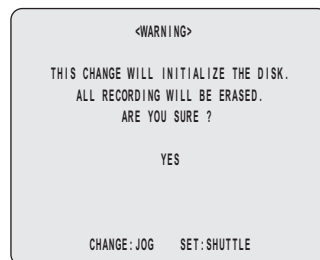 <WARNING>
THIS CHANGE WILL INITIALIZE THE DISK.
ALL RECORDING WILL BE ERASED.
ARE YOU SURE ?
YES
CHANGE:JOG SET:SHUTTLE